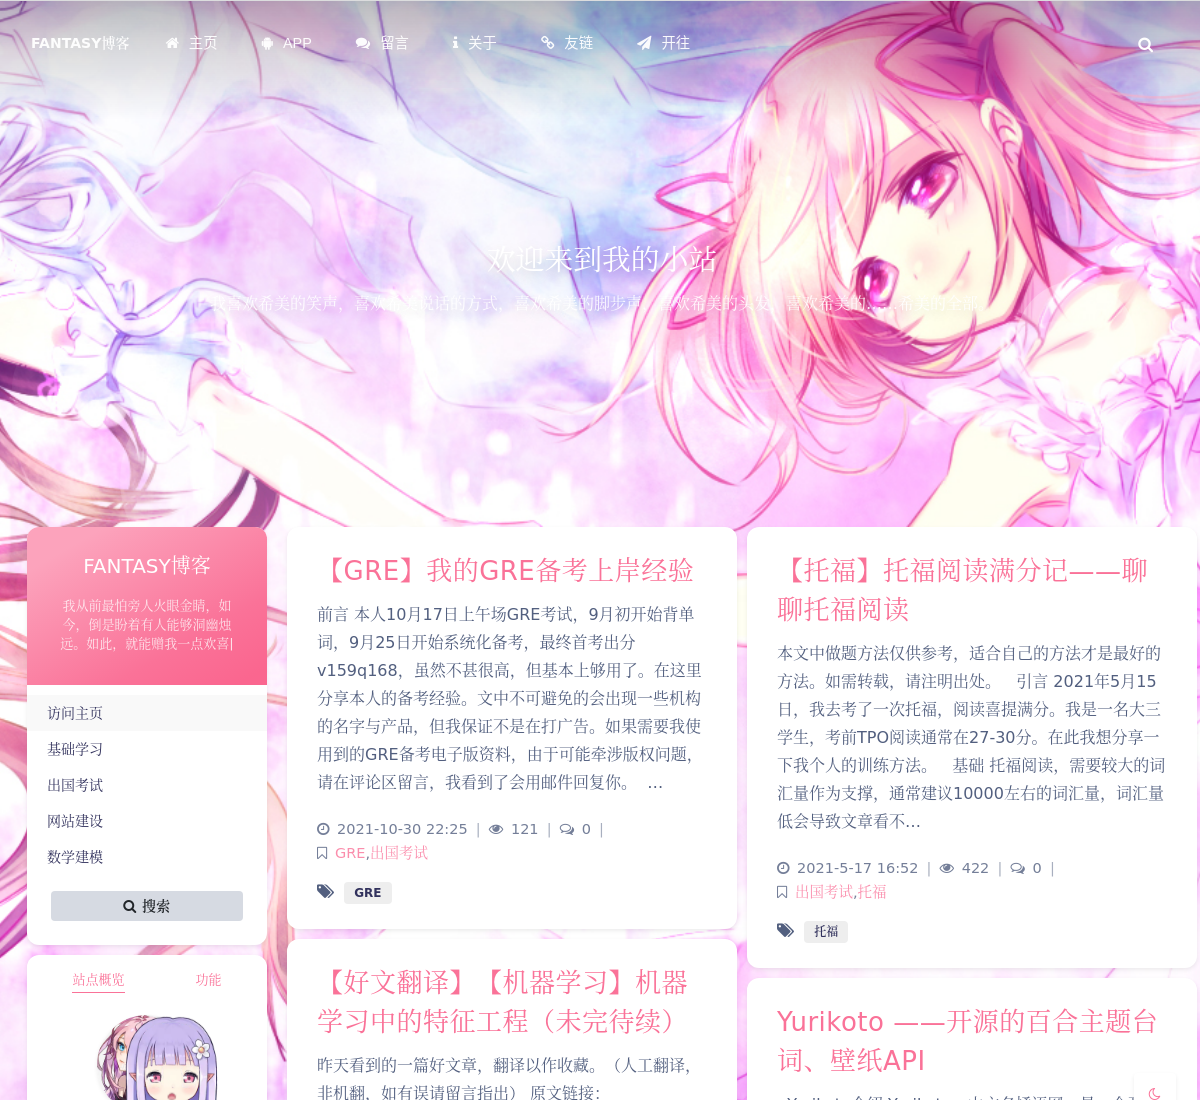 FANTASY博客 主页 APP 留言 关于 友链 开往
欢迎来到我的小站
喜欢希美的笑声，喜欢希美说话的方式，喜欢希美的脚步声，喜欢希美的头发，喜欢希美的
FANTASY博客
我从前最怕旁人火眼金睛，如
今，倒是盼着有人能够洞幽烛
远。如此，就能赠我一点欢喜|
访问主页
基础学习
出国考试
网站建设
数学建模
搜索
站点概览 功能
【GRE】我的GRE备考上岸经验
前言 本人10月17日上午场GRE考试，9月初开始背单
词，9月25日开始系统化备考，最终首考出分
v159q168，虽然不甚很高，但基本上够用了。在这里
分享本人的备考经验。文中不可避免的会出现一些机构
的名字与产品，但我保证不是在打广告。如果需要我使
用到的GRE备考电子版资料，由于可能牵涉版权问题，
请在评论区留言，我看到了会用邮件回复你。 …
2021-10-30 22:25 | 121 | 0 |
GRE,出国考试
GRE
【好文翻译】【机器学习】机器
学习中的特征工程（未完待续）
昨天看到的一篇好文章，翻译以作收藏。（人工翻译，
非机翻，如有误请留言指出） 原文链接：
【托福】托福阅读满分记——聊
聊托福阅读
本文中做题方法仅供参考，适合自己的方法才是最好的
方法。如需转载，请注明出处。 引言 2021年5月15
日，我去考了一次托福，阅读喜提满分。我是一名大三
学生，考前TPO阅读通常在27-30分。在此我想分享一
下我个人的训练方法。 基础 托福阅读，需要较大的词
汇量作为支撑，通常建议10000左右的词汇量，词汇量
低会导致文章看不…
2021-5-17 16:52 | 422 | 0 |
出国考试,托福
托福
Yurikoto ——开源的百合主题台
词、壁纸API